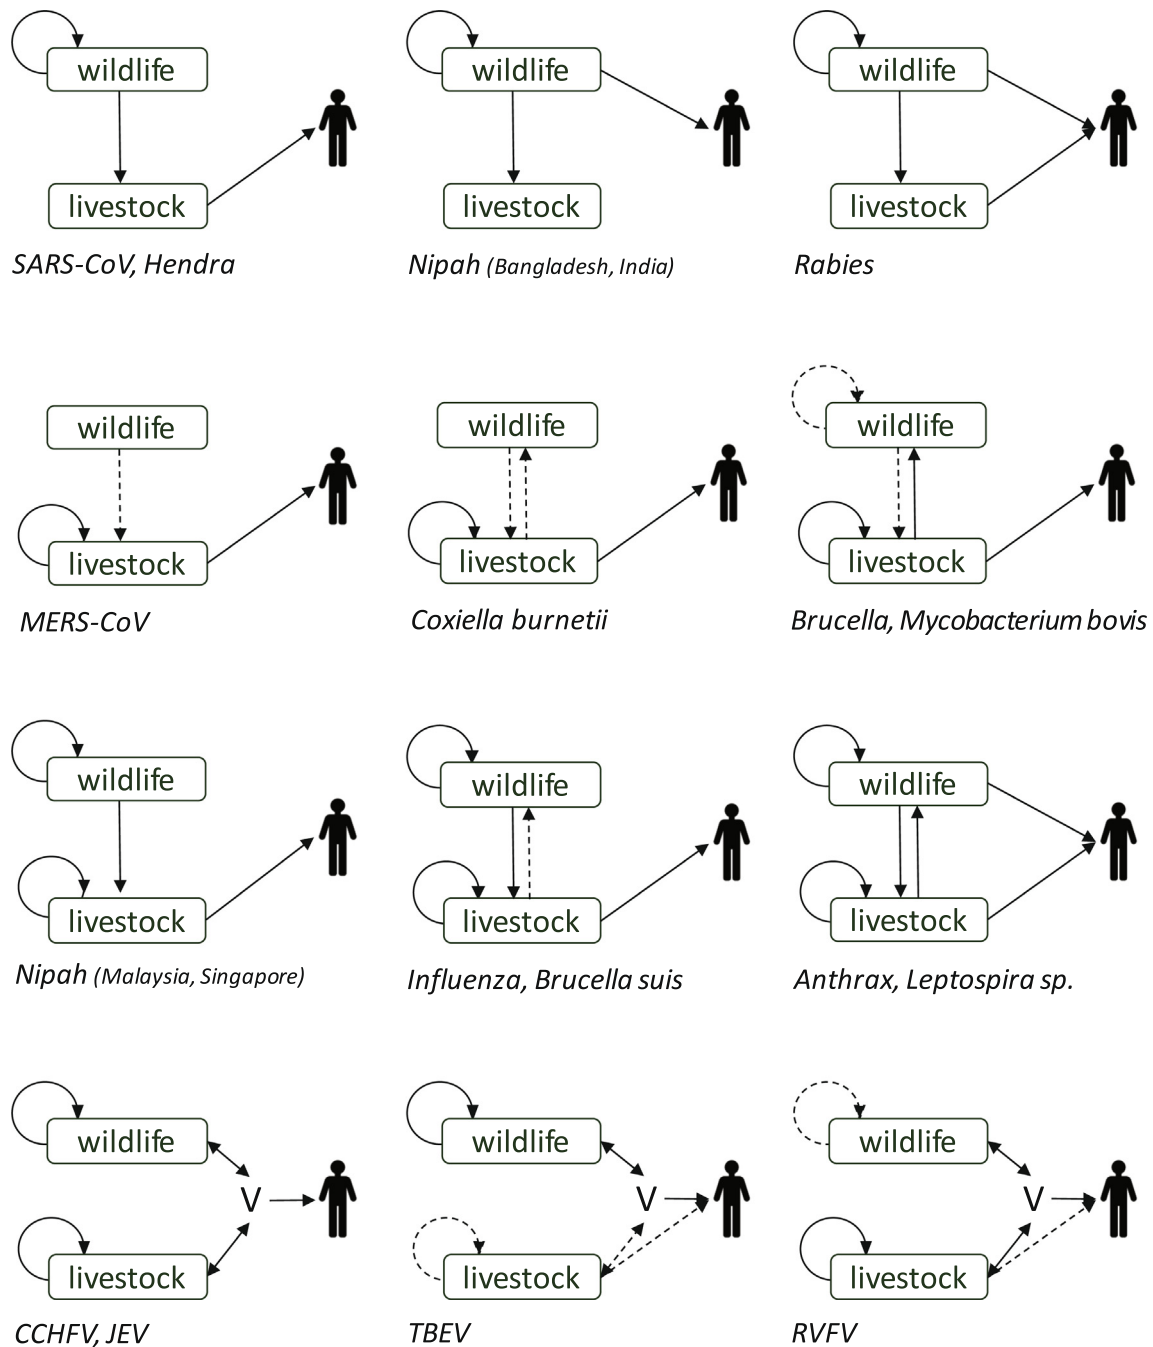 wildlife
livestock
SARS-CoV, Hendra
wildlife
livestock
Nipah (Bangladesh, India)
wildlife
livestock
Rabies
wildlife
livestock
MERS-CoV
wildlife
livestock
Coxiella burnetii
wildlife
livestock
Brucella, Mycobacterium bovis
wildlife
livestock
Nipah (Malaysia, Singapore)
wildlife
livestock
Influenza, Brucella suis
wildlife
livestock
Anthrax, Leptospira sp.
wildlife
V
livestock
CCHFV, JEV
wildlife
V
livestock
TBEV
wildlife
V
livestock
RVFV